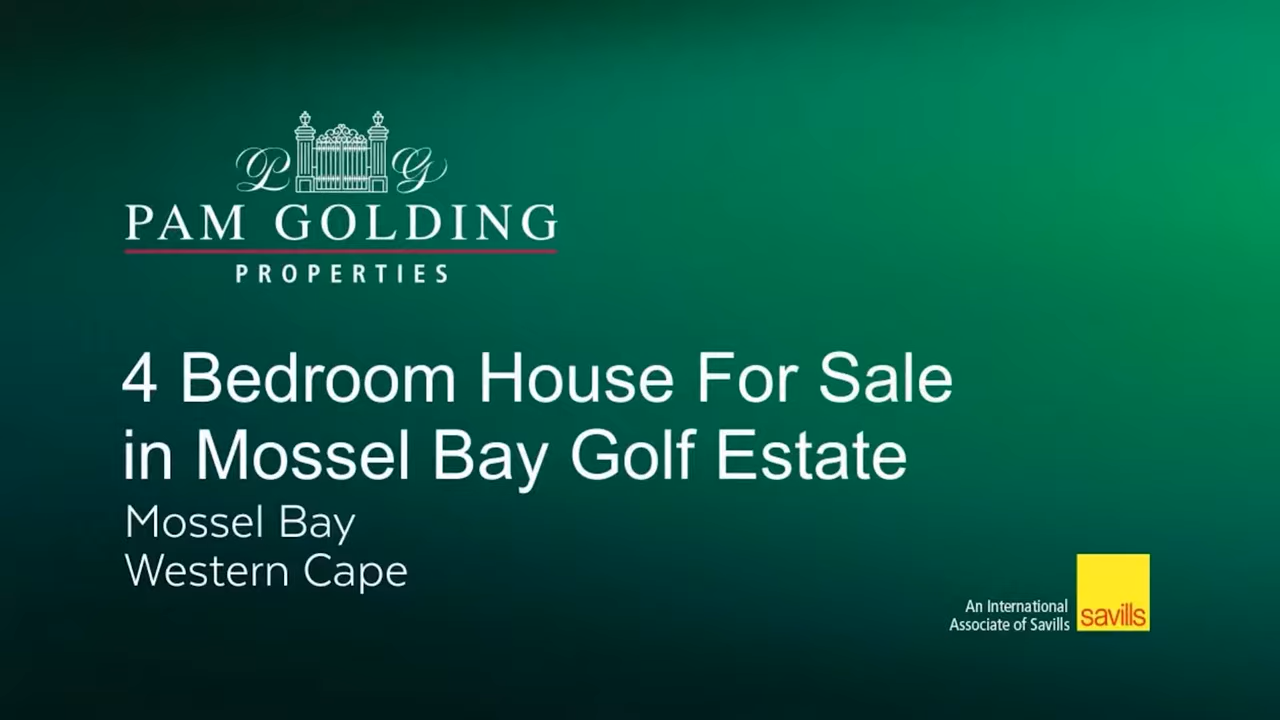 P G
PAM GOLDING
PROPERTIES
4 Bedroom House For Sale
in Mossel Bay Golf Estate
Mossel Bay
Western Cape
An International
Associate of Savills
savills